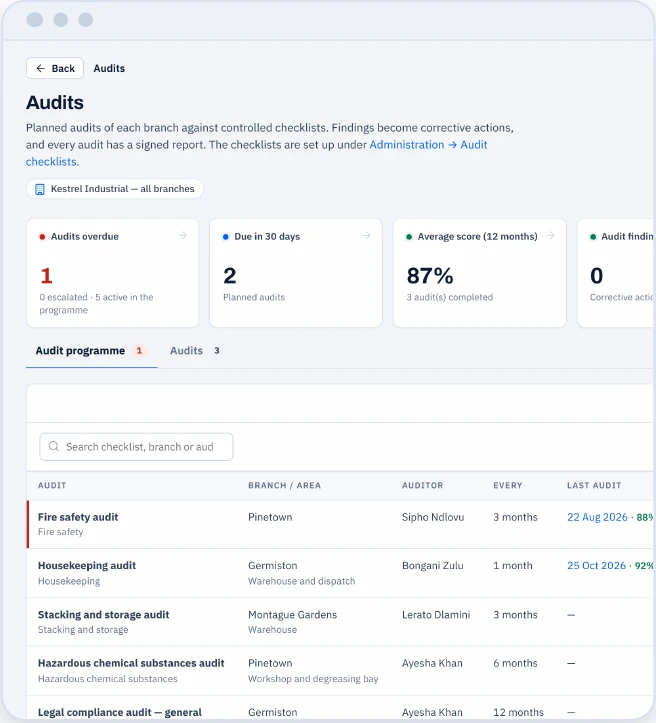 ← Back Audits
Audits
Planned audits of each branch against controlled checklists. Findings become corrective actions,
and every audit has a signed report. The checklists are set up under Administration → Audit
checklists.
Kestrel Industrial — all branches
Audits overdue → Due in 30 days → Average score (12 months) → Audit findin
1 2 87% 0
0 escalated · 5 active in the Planned audits 3 audit(s) completed Corrective actio
programme
Audit programme 1 Audits 3
Search checklist, branch or aud
AUDIT BRANCH / AREA AUDITOR EVERY LAST AUDIT
Fire safety audit Pinetown Sipho Ndlovu 3 months 22 Aug 2026 · 88%
Fire safety
Housekeeping audit Germiston Bongani Zulu 1 month 25 Oct 2026 · 92%
Housekeeping Warehouse and dispatch
Stacking and storage audit Montague Gardens Lerato Dlamini 3 months —
Stacking and storage Warehouse
Hazardous chemical substances audit Pinetown Ayesha Khan 6 months —
Hazardous chemical substances Workshop and degreasing bay
Legal compliance audit — general Germiston Ayesha Khan 12 months —